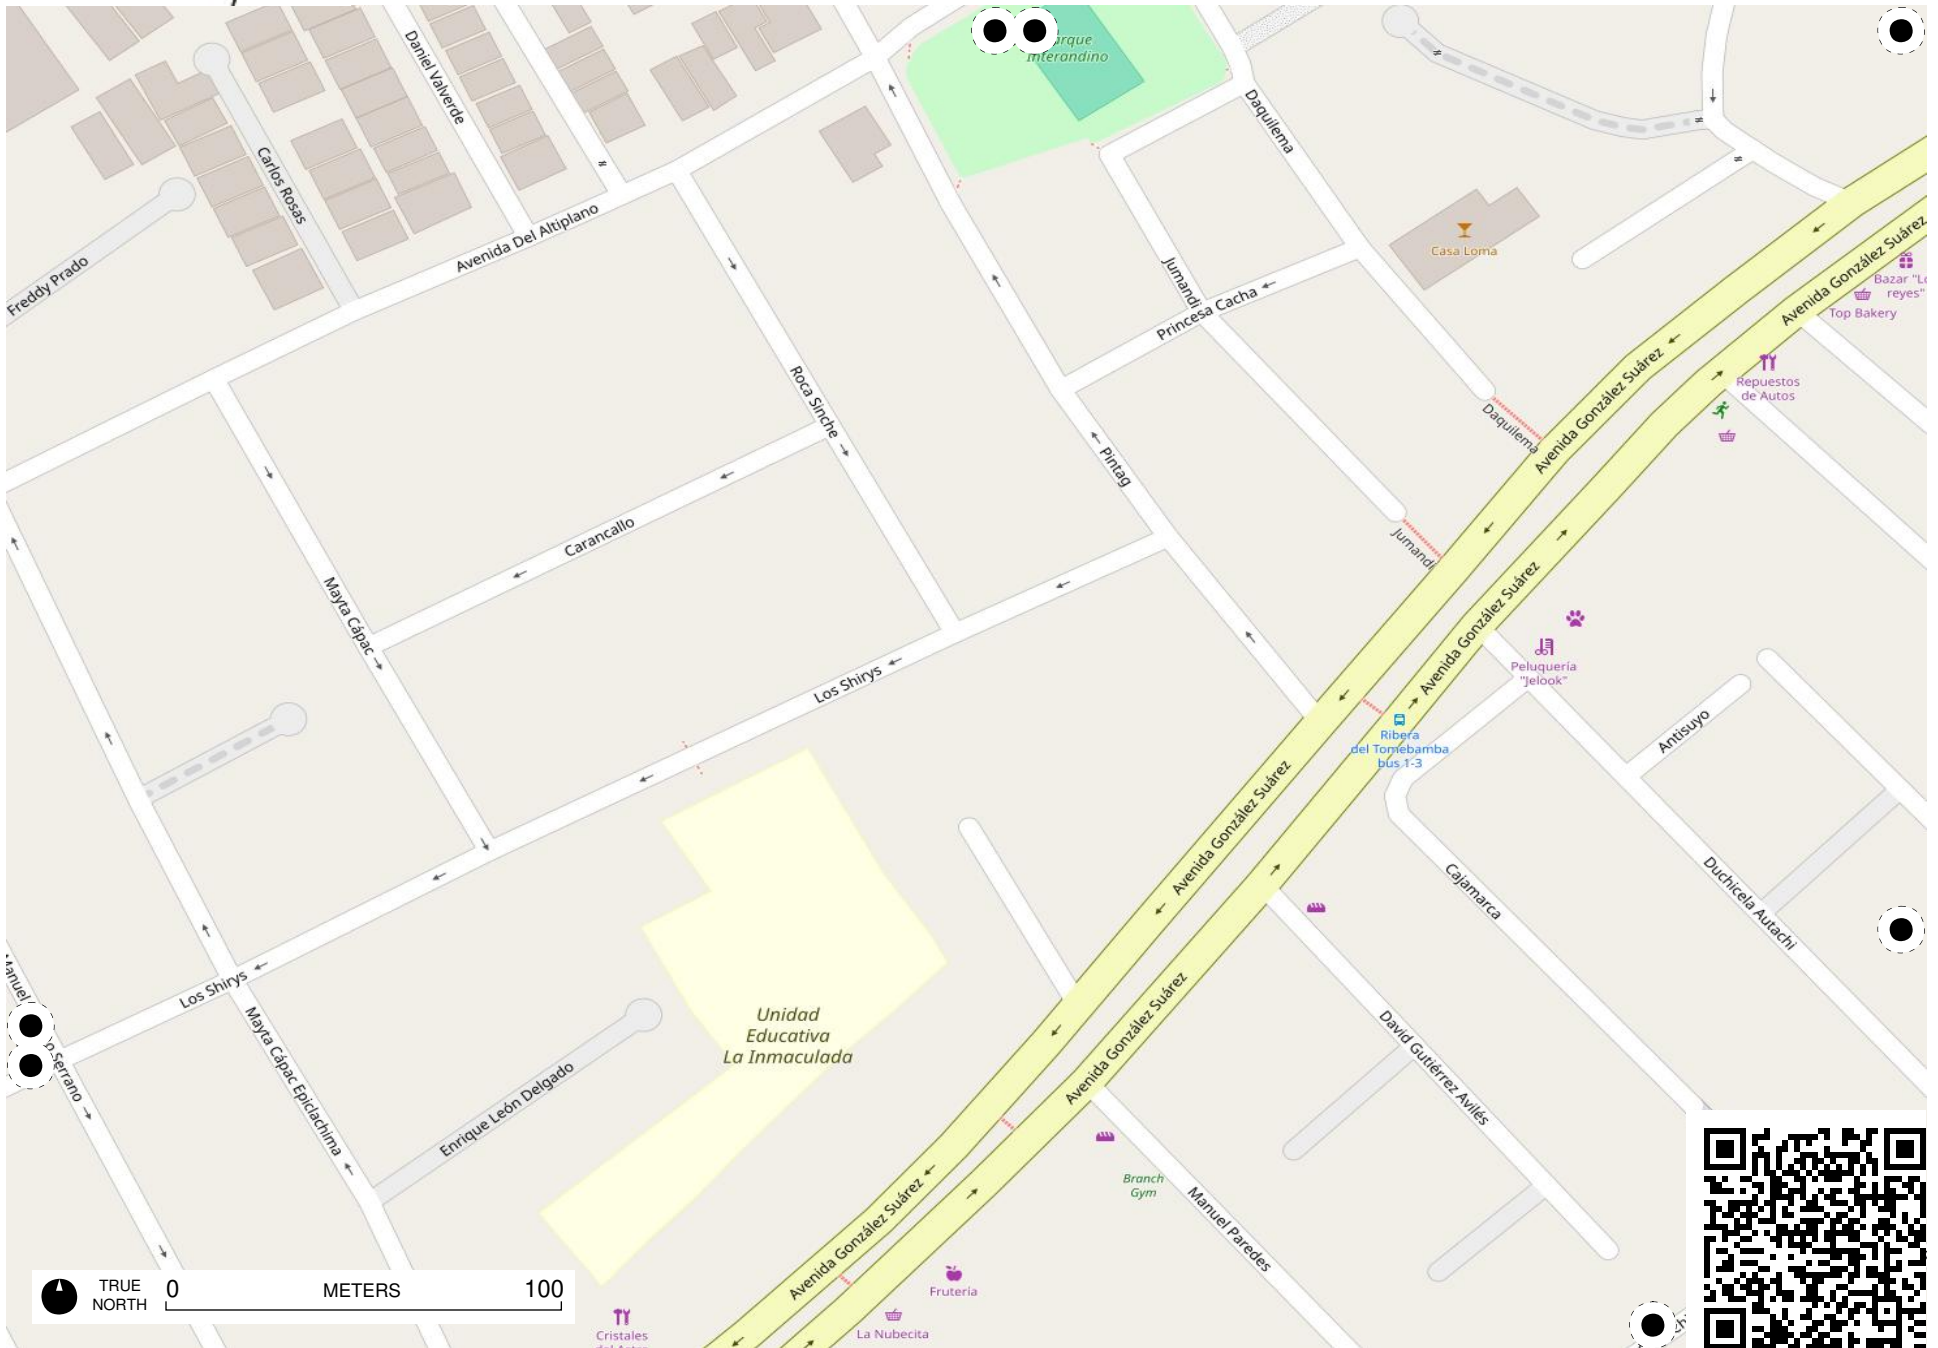 Parque
Interandino
Daniel Valverde
Carlos Rosas
Freddy Prado
Avenida Del Altiplano
Daquilema
Jumandi
Princesa Cacha
Casa Loma
Avenida González Suárez
Bazar "Lo
reyes"
Top Bakery
Repuestos
de Autos
Avenida González Suárez
Daquilema
Roca Sinche
Pintag
Jumandi
Carancallo
Mayta Cápac
Avenida González Suárez
Peluquería
"Jelook"
Los Shirys
Ribera
del Tomebamba
bus 1-3
Antisuyo
Avenida González Suárez
Cajamarca
Duchicela Autachi
Los Shirys
Manuel
o Serrano
Mayta Cápac Epiclachima
Unidad
Educativa
La Inmaculada
Enrique León Delgado
Avenida González Suárez
David Gutiérrez Avilés
Branch
Gym
Manuel Paredes
Avenida González Suárez
Frutería
La Nubecita
Cristales
del Astro
TRUE
NORTH
0 METERS 100